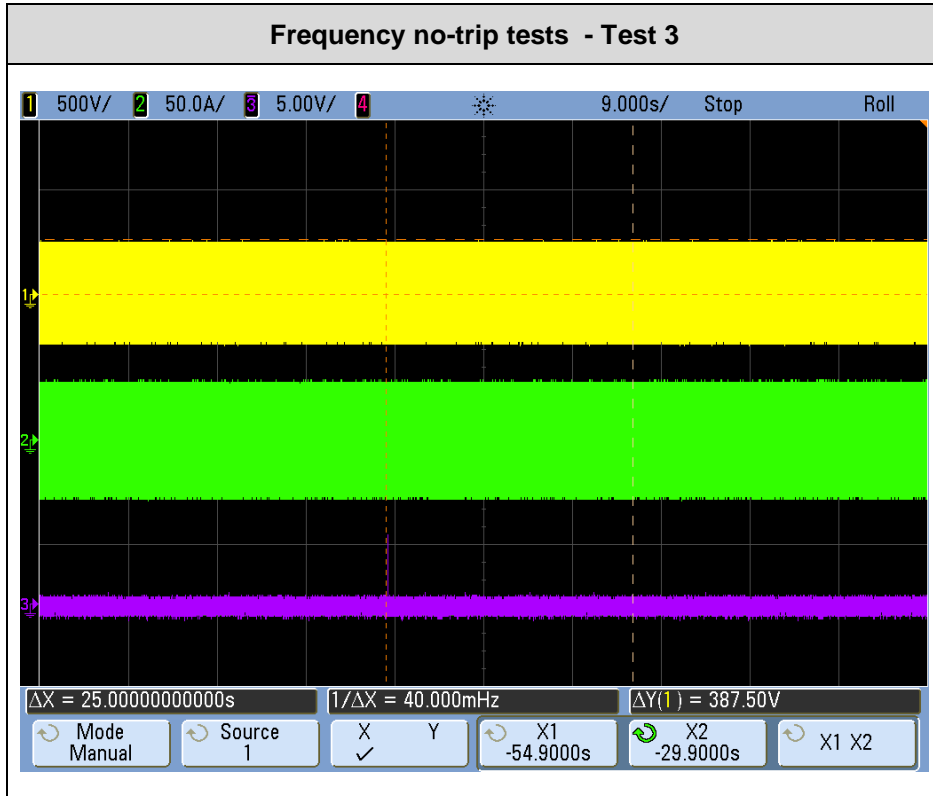 Frequency no-trip tests - Test 3
1 500V/ 2 50.0A/ 3 5.00V/ 4 9.000s/ Stop Roll
1
2
3
ΔX = 25.00000000000s 1/ΔX = 40.000mHz ΔY(1) = 387.50V
Mode Source X Y X1 X2 X1 X2
Manual 1 ✓ -54.9000s -29.9000s